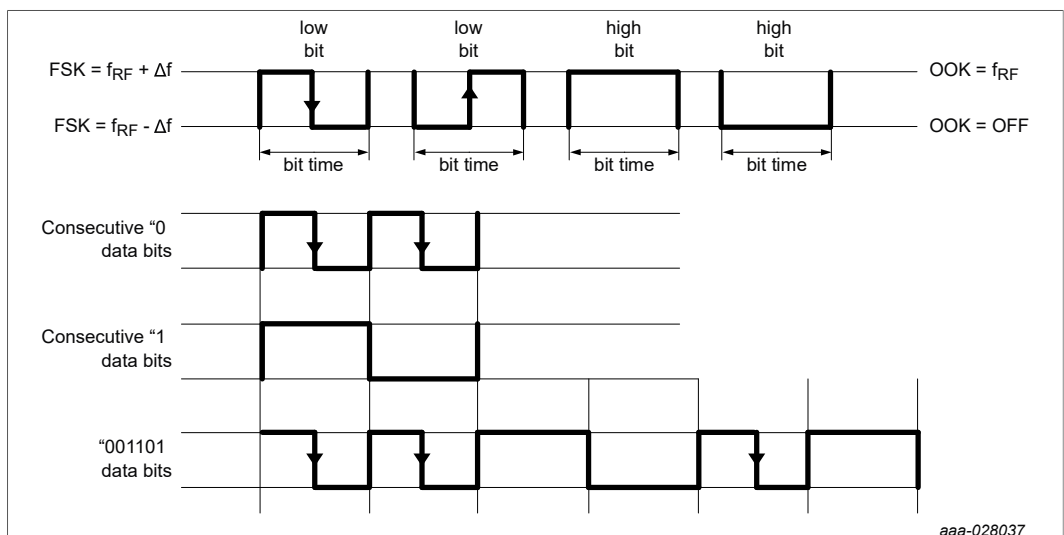 low
bit
low
bit
high
bit
high
bit
FSK = fRF + Δf
OOK = fRF
FSK = fRF - Δf
OOK = OFF
bit time
bit time
bit time
bit time
Consecutive “0
data bits
Consecutive “1
data bits
“001101
data bits
aaa-028037